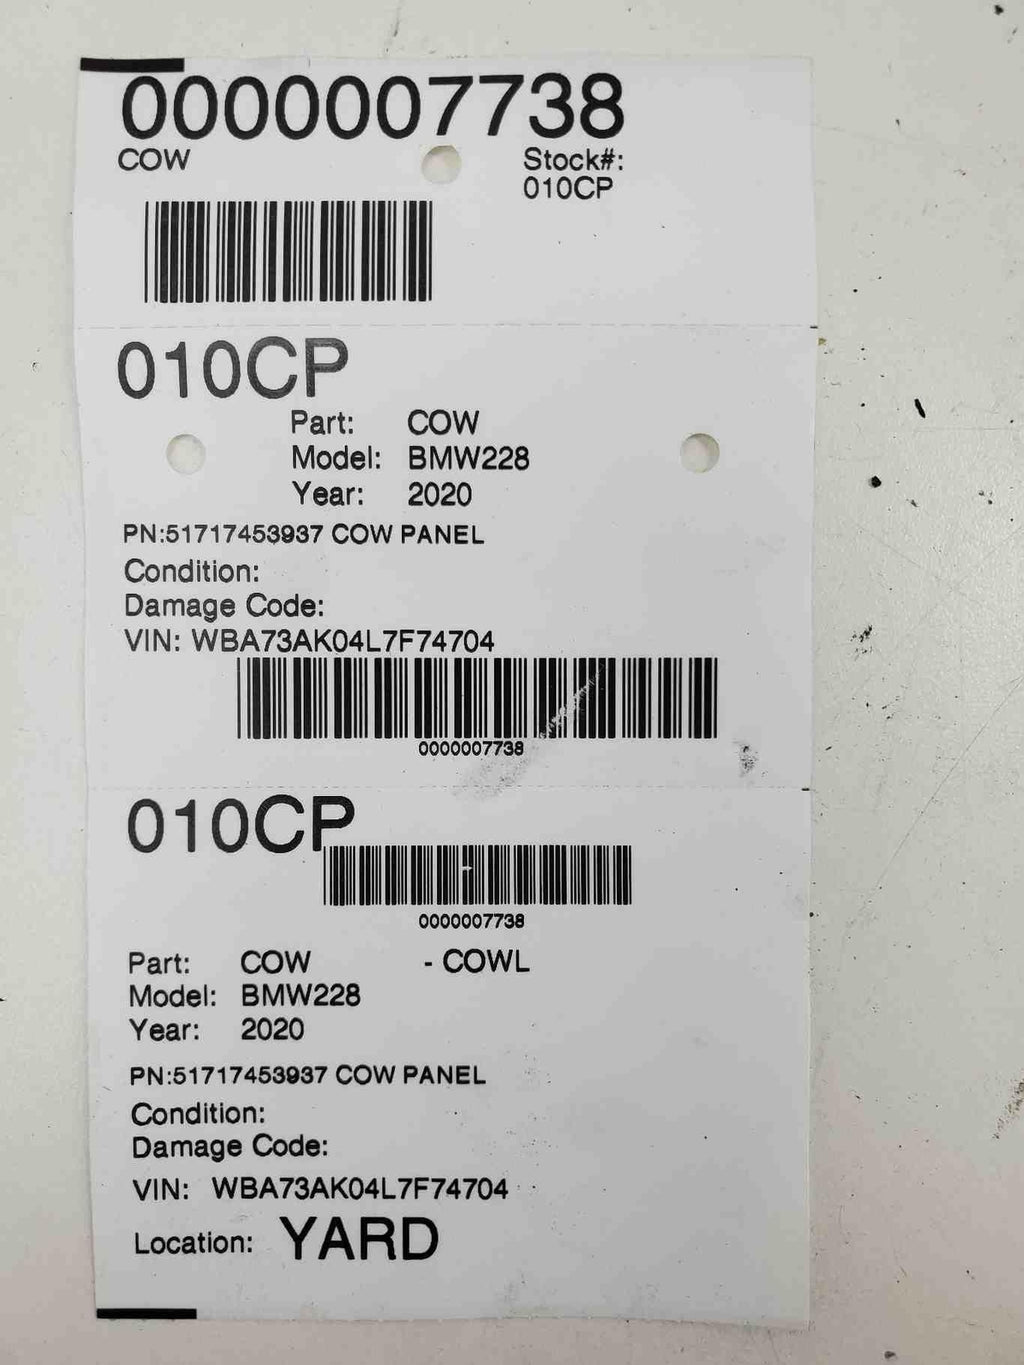 0000007738
COW Stock#:
010CP
010CP
Part: COW
Model: BMW228
Year: 2020
PN:51717453937 COW PANEL
Condition:
Damage Code:
VIN: WBA73AK04L7F74704
0000007738
010CP
0000007738
Part: COW - COWL
Model: BMW228
Year: 2020
PN:51717453937 COW PANEL
Condition:
Damage Code:
VIN: WBA73AK04L7F74704
Location: YARD